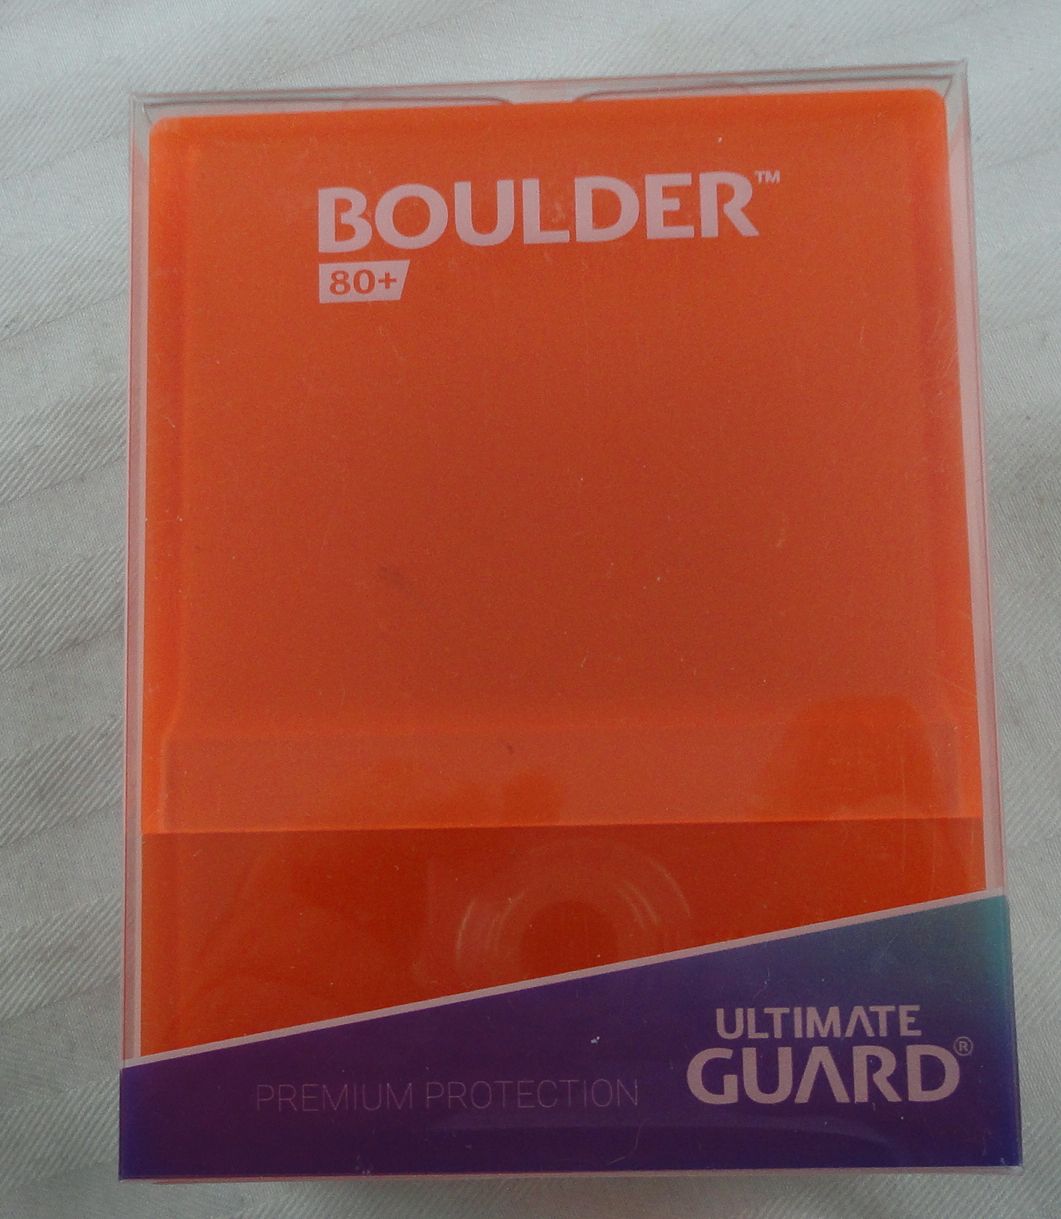 BOULDER™
80+
ULTIMATE
GUARD®
PREMIUM PROTECTION